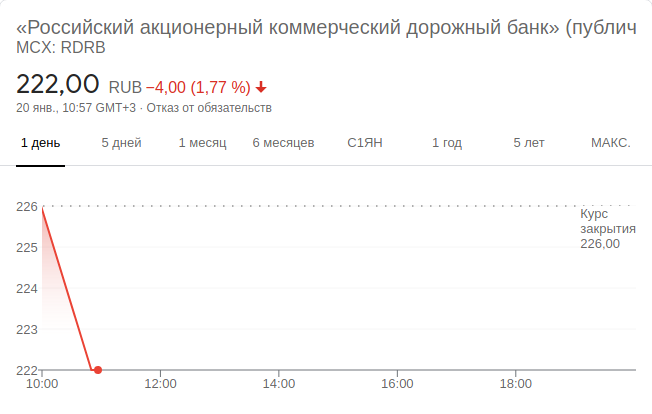 «Российский акционерный коммерческий дорожный банк» (публич
MCX: RDRB
222,00 RUB −4,00 (1,77 %)
20 янв., 10:57 GMT+3 · Отказ от обязательств
1 день 5 дней 1 месяц 6 месяцев С1ЯН 1 год 5 лет МАКС.
226
Курс
закрытия
226,00
225
224
223
222
10:00 12:00 14:00 16:00 18:00